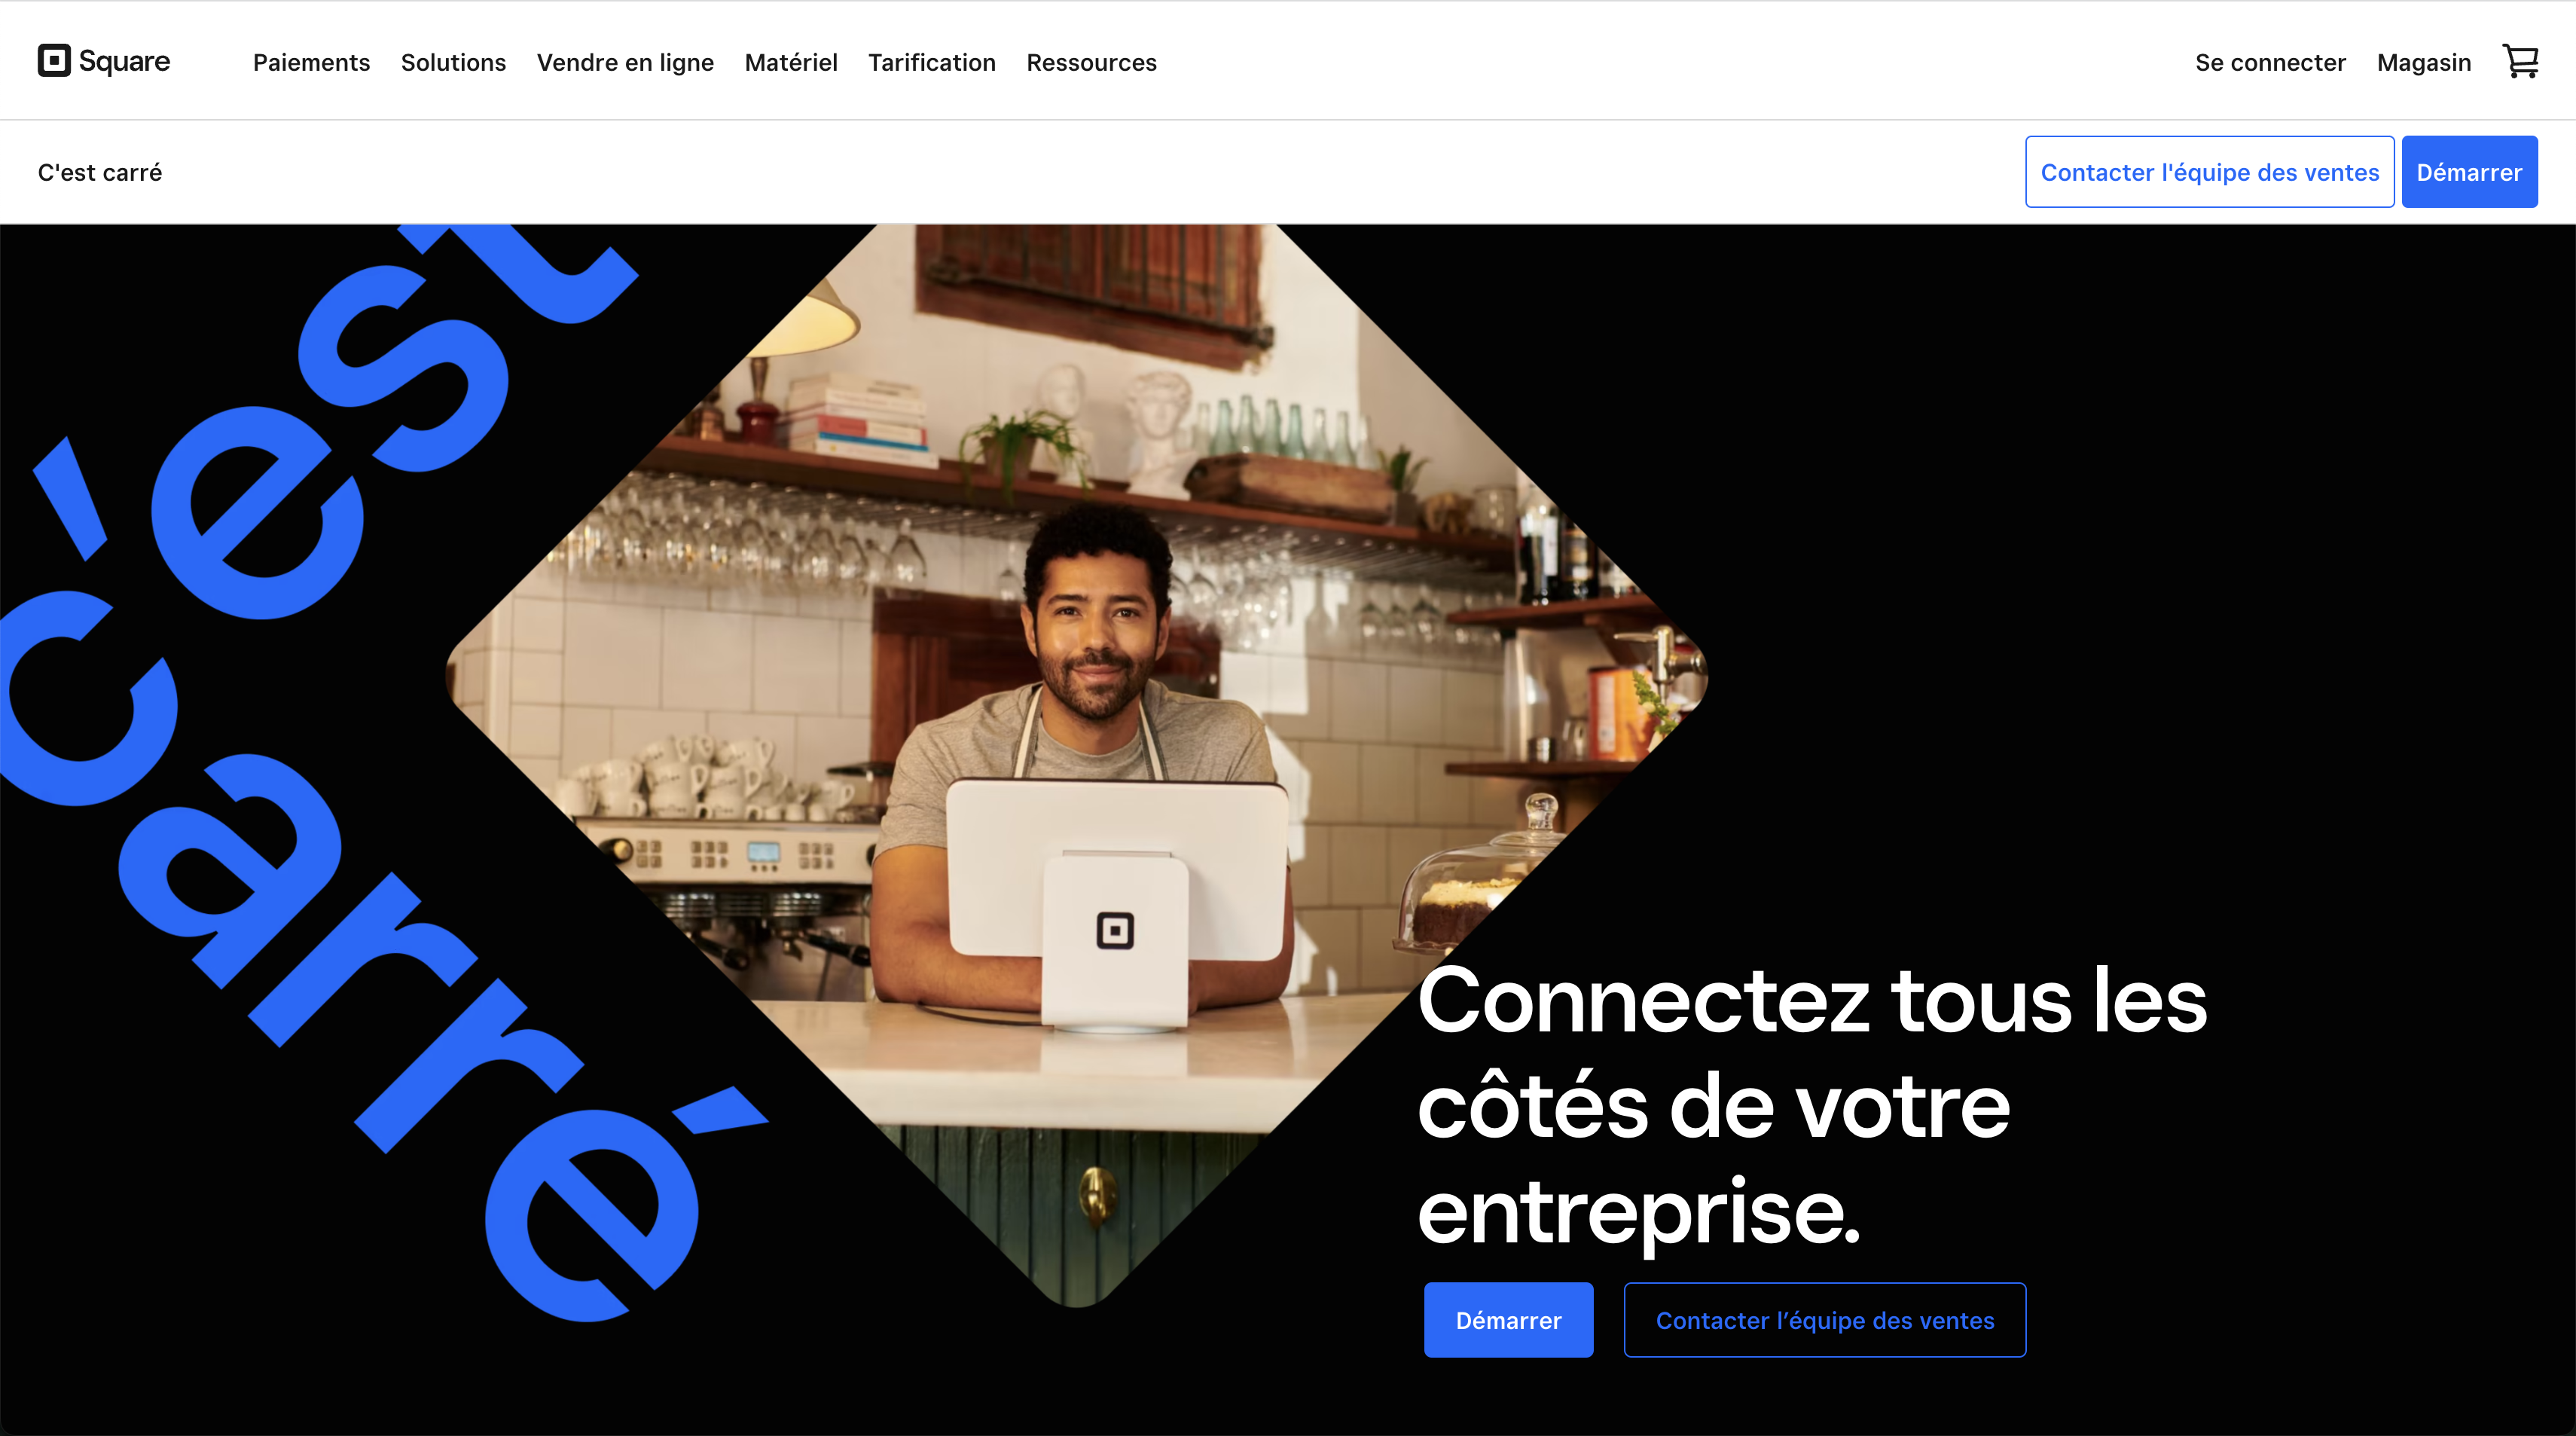 Square
Paiements
Solutions
Vendre en ligne
Matériel
Tarification
Ressources
Se connecter
Magasin
C'est carré
Contacter l'équipe des ventes
Démarrer
c'est
carré
Connectez tous les
côtés de votre
entreprise.
Démarrer
Contacter l’équipe des ventes